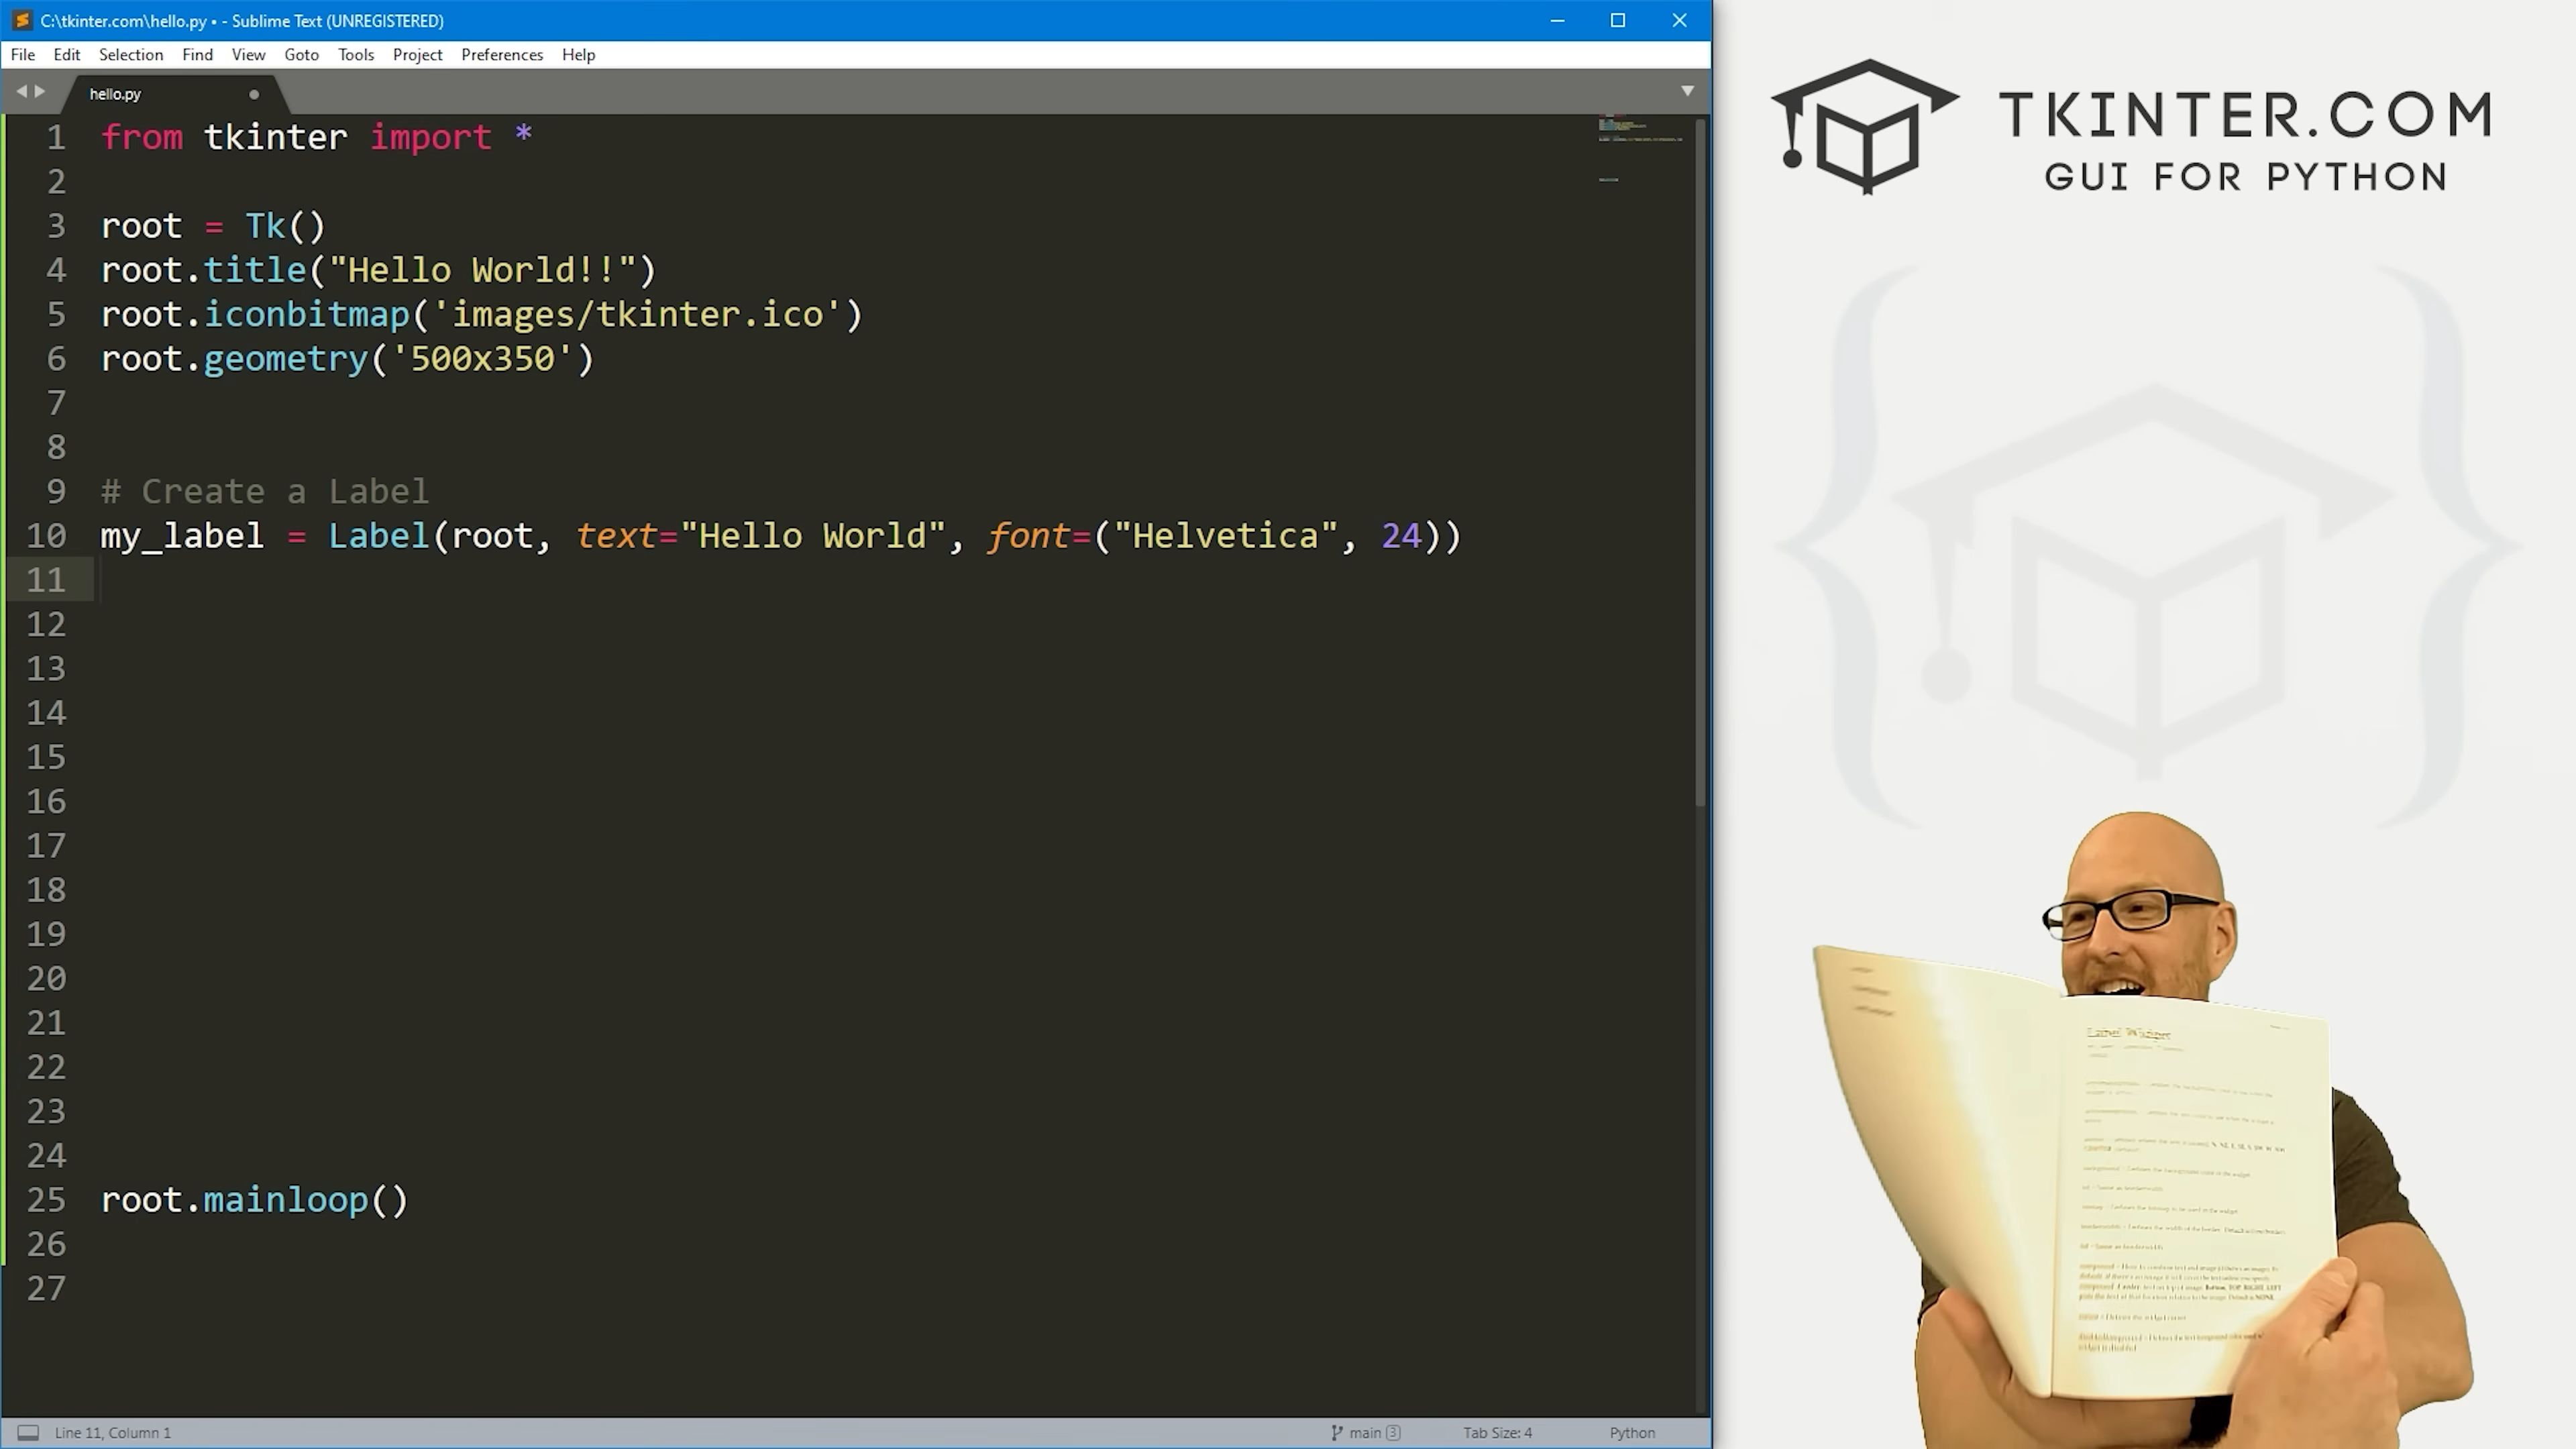 C:\tkinter.com\hello.py • - Sublime Text (UNREGISTERED)
File Edit Selection Find View Goto Tools Project Preferences Help
hello.py
1 from tkinter import *
2
3 root = Tk()
4 root.title("Hello World!!")
5 root.iconbitmap('images/tkinter.ico')
6 root.geometry('500x350')
7
8
9 # Create a Label
10 my_label = Label(root, text="Hello World", font=("Helvetica", 24))
11
12
13
14
15
16
17
18
19
20
21
22
23
24
25 root.mainloop()
26
27
Line 11, Column 1
main 3
Tab Size: 4
Python
TKINTER.COM
GUI FOR PYTHON
Label Widget